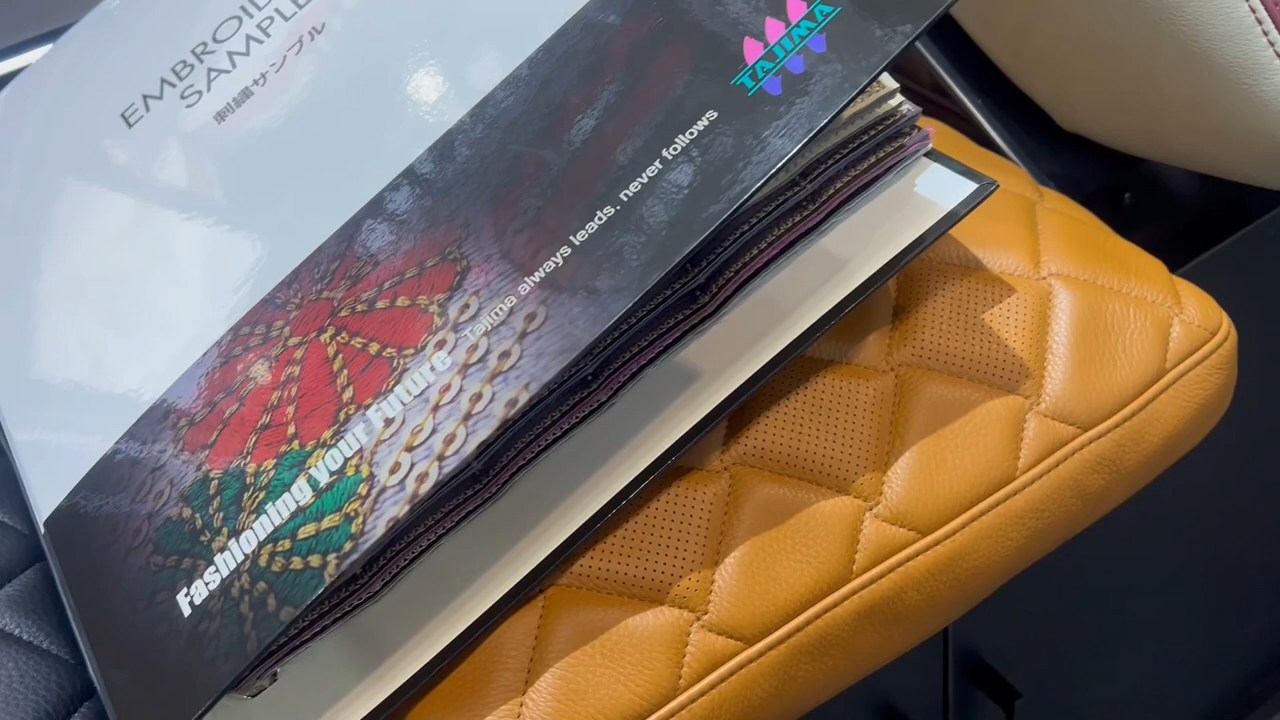 EMBROID
SAMPLE
刺繍サンプル
TAJIMA
Tajima always leads, never follows
Fashioning your Future